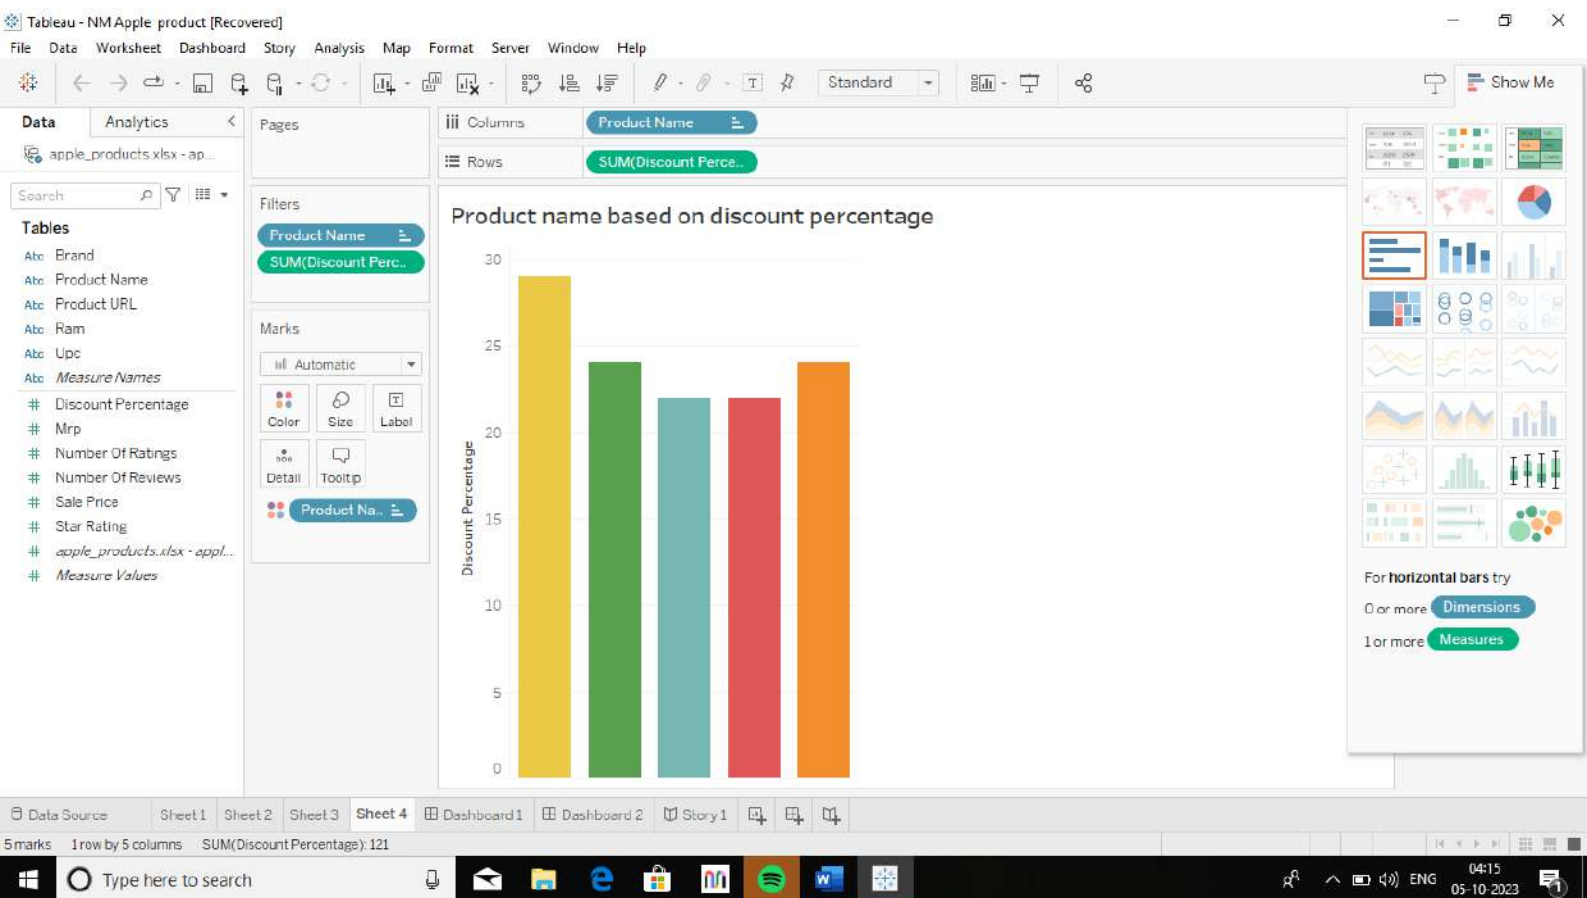 Tableau - NM Apple product [Recovered]
File Data Worksheet Dashboard Story Analysis Map Format Server Window Help
Standard
Show Me
Data Analytics
Pages
Columns Product Name
apple_products.xlsx - ap...
Rows SUM(Discount Perce..
Search
Filters
Product Name
SUM(Discount Perc..
Tables
Abc Brand
Abc Product Name
Abc Product URL
Abc Ram
Abc Upc
Abc Measure Names
# Discount Percentage
# Mrp
# Number Of Ratings
# Number Of Reviews
# Sale Price
# Star Rating
# apple_products.xlsx - appl...
# Measure Values
Marks
Automatic
Color Size Label
Detail Tooltip
Product Na..
Product name based on discount percentage
30
25
20
15
10
5
0
Discount Percentage
For horizontal bars try
0 or more Dimensions
1 or more Measures
Data Source Sheet 1 Sheet 2 Sheet 3 Sheet 4 Dashboard 1 Dashboard 2 Story 1
5 marks 1 row by 5 columns SUM(Discount Percentage): 121
Type here to search
ENG
04:15
05-10-2023
1